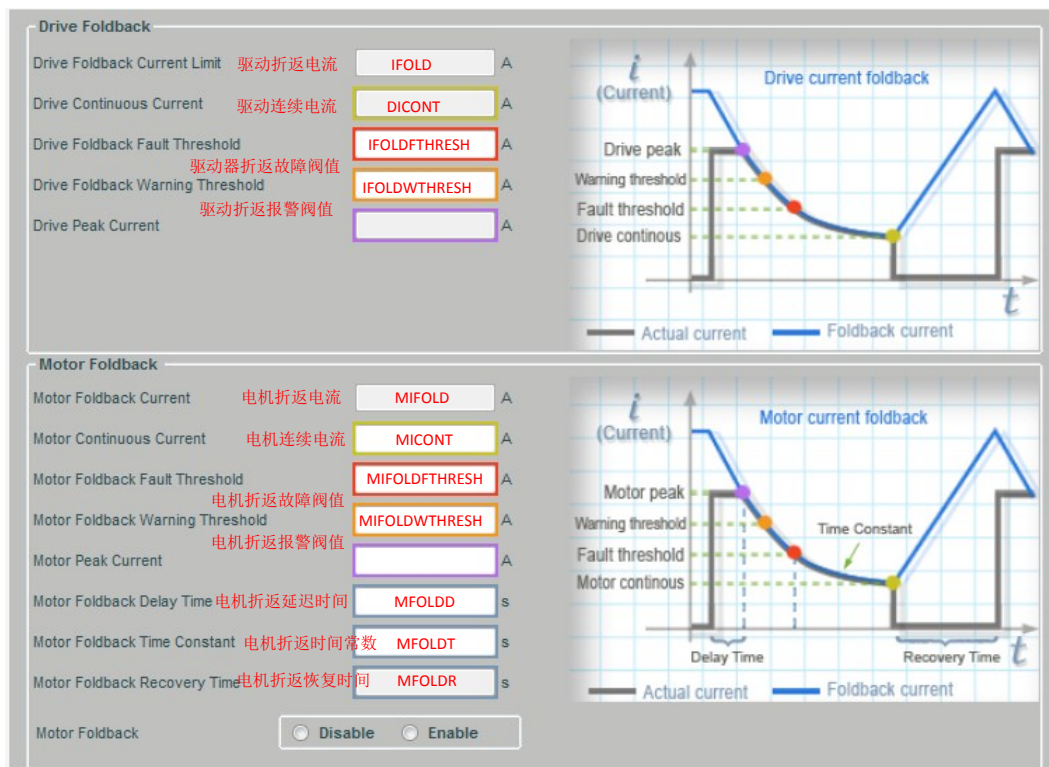 Drive Foldback
Drive Foldback Current Limit 驱动折返电流 IFOLD A
Drive Continuous Current 驱动连续电流 DICONT A
Drive Foldback Fault Threshold IFOLDFTHRESH A
驱动器折返故障阀值
Drive Foldback Warning Threshold IFOLDWTHRESH A
驱动折返报警阀值
Drive Peak Current A
i
(Current)
Drive current foldback
Drive peak
Warning threshold
Fault threshold
Drive continous
t
Actual current Foldback current
Motor Foldback
Motor Foldback Current 电机折返电流 MIFOLD A
Motor Continuous Current 电机连续电流 MICONT A
Motor Foldback Fault Threshold MIFOLDFTHRESH A
电机折返故障阀值
Motor Foldback Warning Threshold MIFOLDWTHRESH A
电机折返报警阀值
Motor Peak Current A
Motor Foldback Delay Time 电机折返延迟时间 MFOLDD s
Motor Foldback Time Constant 电机折返时间常数 MFOLDT s
Motor Foldback Recovery Time 电机折返恢复时间 MFOLDR s
Motor Foldback Disable Enable
i
(Current)
Motor current foldback
Motor peak
Warning threshold
Time Constant
Fault threshold
Motor continous
Delay Time Recovery Time t
Actual current Foldback current